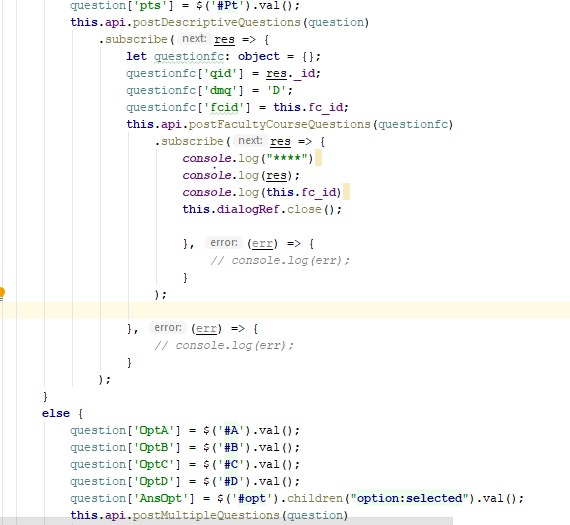 question['pts'] = $('#Pt').val();
this.api.postDescriptiveQuestions(question)
.subscribe( next: res => {
let questionfc: object = {};
questionfc['qid'] = res._id;
questionfc['dmq'] = 'D';
questionfc['fcid'] = this.fc_id;
this.api.postFacultyCourseQuestions(questionfc)
.subscribe( next: res => {
console.log("****")
console.log(res);
console.log(this.fc_id)
this.dialogRef.close();
}, error: (err) => {
// console.log(err);
}
);
}, error: (err) => {
// console.log(err);
}
);
}
else {
question['OptA'] = $('#A').val();
question['OptB'] = $('#B').val();
question['OptC'] = $('#C').val();
question['OptD'] = $('#D').val();
question['AnsOpt'] = $('#opt').children("option:selected").val();
this.api.postMultipleQuestions(question)